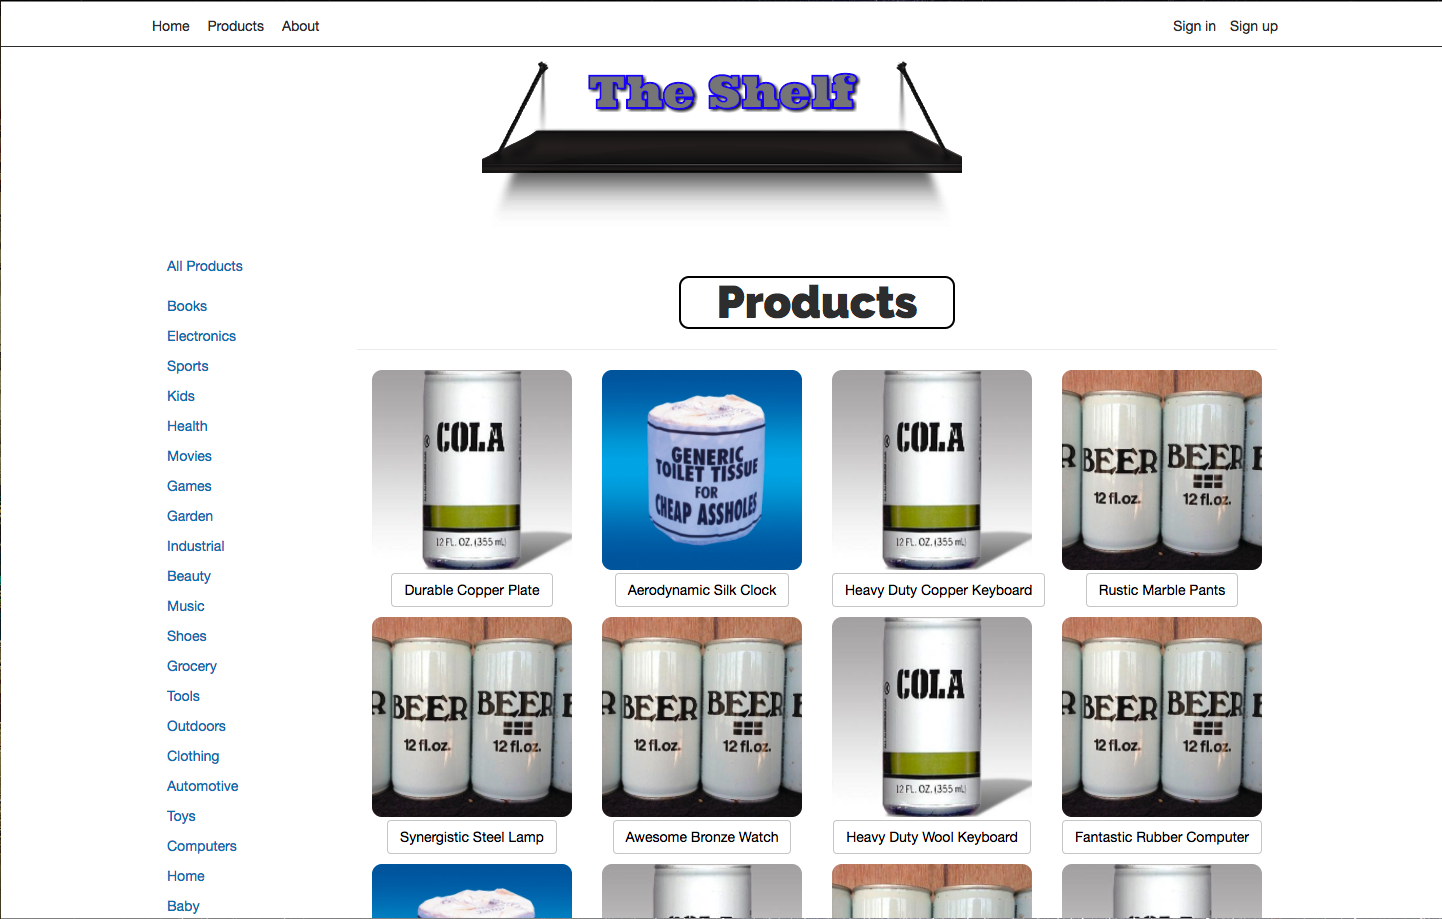 Home Products About Sign in Sign up
The Shelf
All Products
Books
Electronics
Sports
Kids
Health
Movies
Games
Garden
Industrial
Beauty
Music
Shoes
Grocery
Tools
Outdoors
Clothing
Automotive
Toys
Computers
Home
Baby
Products
COLA
12 FL. OZ. (355 mL)
GENERIC
TOILET TISSUE
FOR
CHEAP ASSHOLES
COLA
12 FL. OZ. (355 mL)
BEER BEER
12 fl.oz. 12 fl.oz.
Durable Copper Plate
Aerodynamic Silk Clock
Heavy Duty Copper Keyboard
Rustic Marble Pants
BEER BEER
12 fl.oz. 12 fl.oz.
BEER BEER
12 fl.oz. 12 fl.oz.
COLA
12 FL. OZ. (355 mL)
BEER BEER
12 fl.oz. 12 fl.oz.
Synergistic Steel Lamp
Awesome Bronze Watch
Heavy Duty Wool Keyboard
Fantastic Rubber Computer